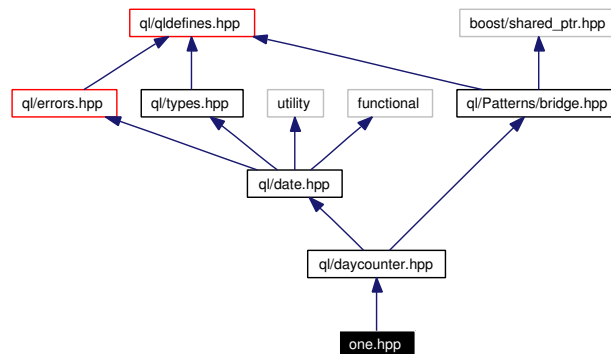 ql/qldefines.hpp
boost/shared_ptr.hpp
ql/errors.hpp
ql/types.hpp
utility
functional
ql/Patterns/bridge.hpp
ql/date.hpp
ql/daycounter.hpp
one.hpp